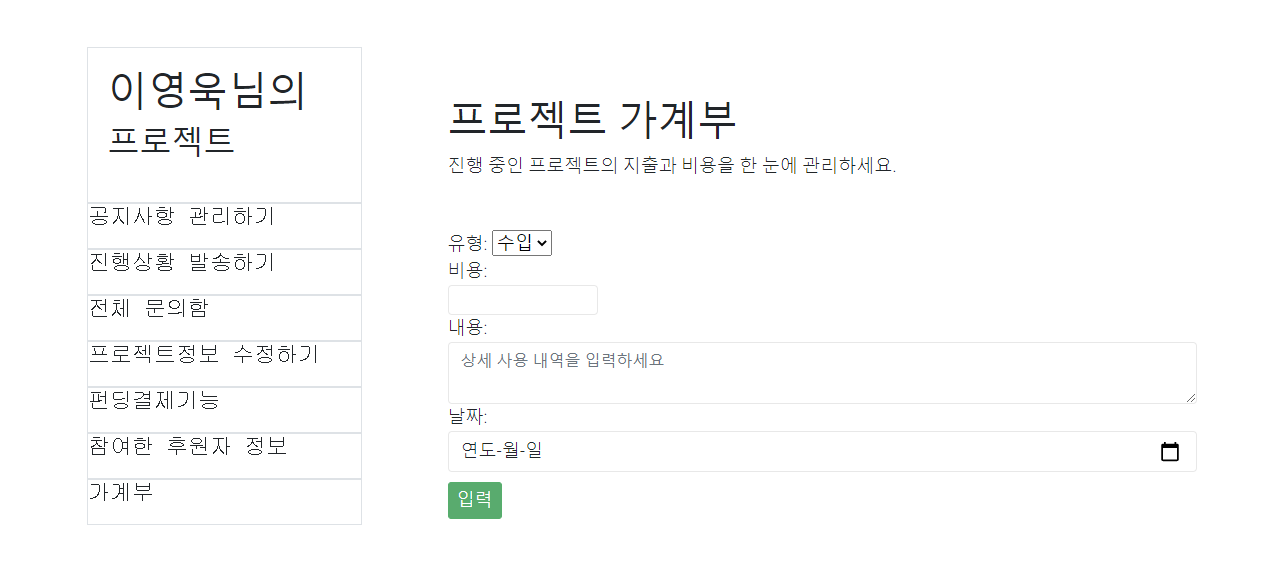 이영욱님의
프로젝트
공지사항 관리하기
진행상황 발송하기
전체 문의함
프로젝트정보 수정하기
펀딩결제기능
참여한 후원자 정보
가계부
프로젝트 가계부
진행 중인 프로젝트의 지출과 비용을 한 눈에 관리하세요.
유형: 수입
비용:
내용:
상세 사용 내역을 입력하세요
날짜:
연도-월-일
입력